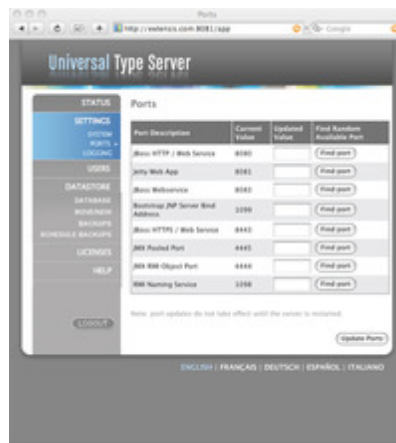 Ports
http://extensis.com:8081/app
Google
Universal Type Server
STATUS
SETTINGS
SYSTEM
PORTS
LOGGING
USERS
DATASTORE
DATABASE
BACKUPS
SCHEDULE BACKUPS
LICENSES
HELP
LOGOUT
Ports
Port Description Current Value Updated Value Find Random Available Port
JBoss HTTP / Web Service 8080 Find port
Jetty Web App 8081 Find port
JBoss Webservice 8083 Find port
Bootstrap JNP Server Bind Address 1099 Find port
JBoss HTTPS / Web Service 8443 Find port
JMX Pooled Port 4445 Find port
JMX RMI Object Port 4444 Find port
RMI Naming Service 1098 Find port
Note: port updates do not take effect until the server is restarted.
Update Ports
ENGLISH | FRANÇAIS | DEUTSCH | ESPAÑOL | ITALIANO